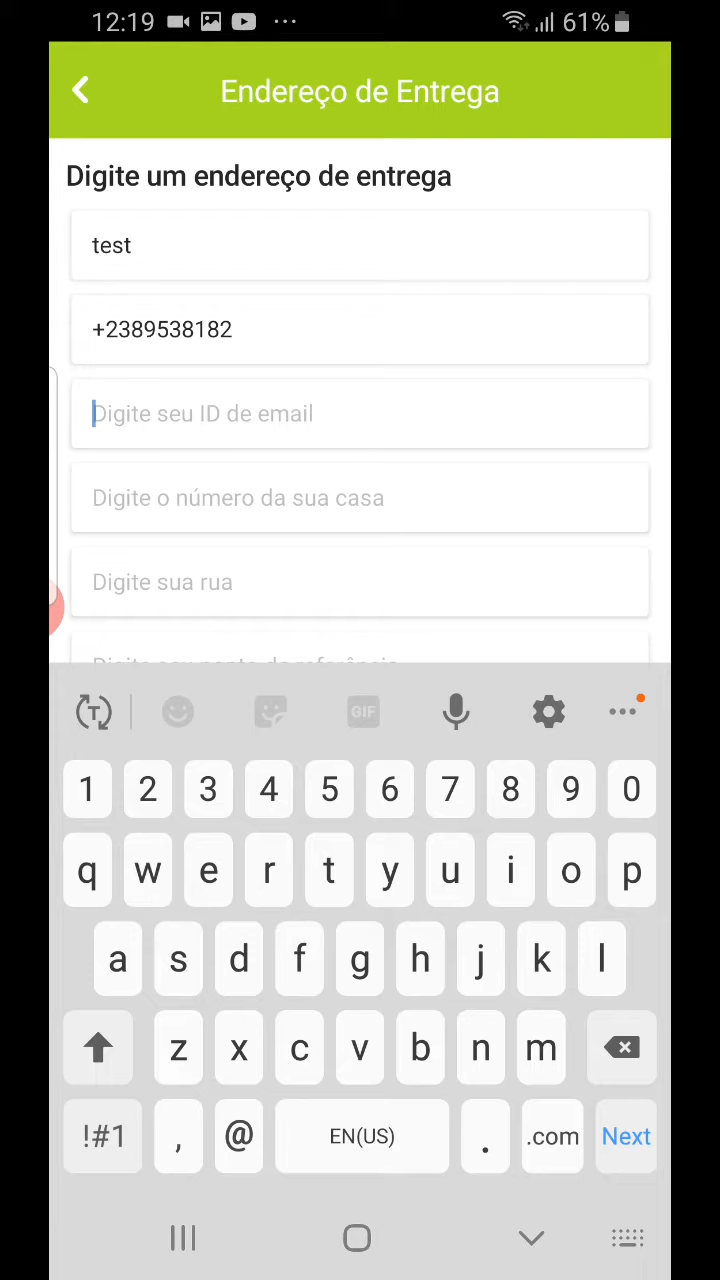 12:19 61%
Endereço de Entrega
Digite um endereço de entrega
test
+2389538182
Digite seu ID de email
Digite o número da sua casa
Digite sua rua
Digite seu ponto de referência
T GIF
1 2 3 4 5 6 7 8 9 0
q w e r t y u i o p
a s d f g h j k l
z x c v b n m
!#1 , @ EN(US) . .com Next